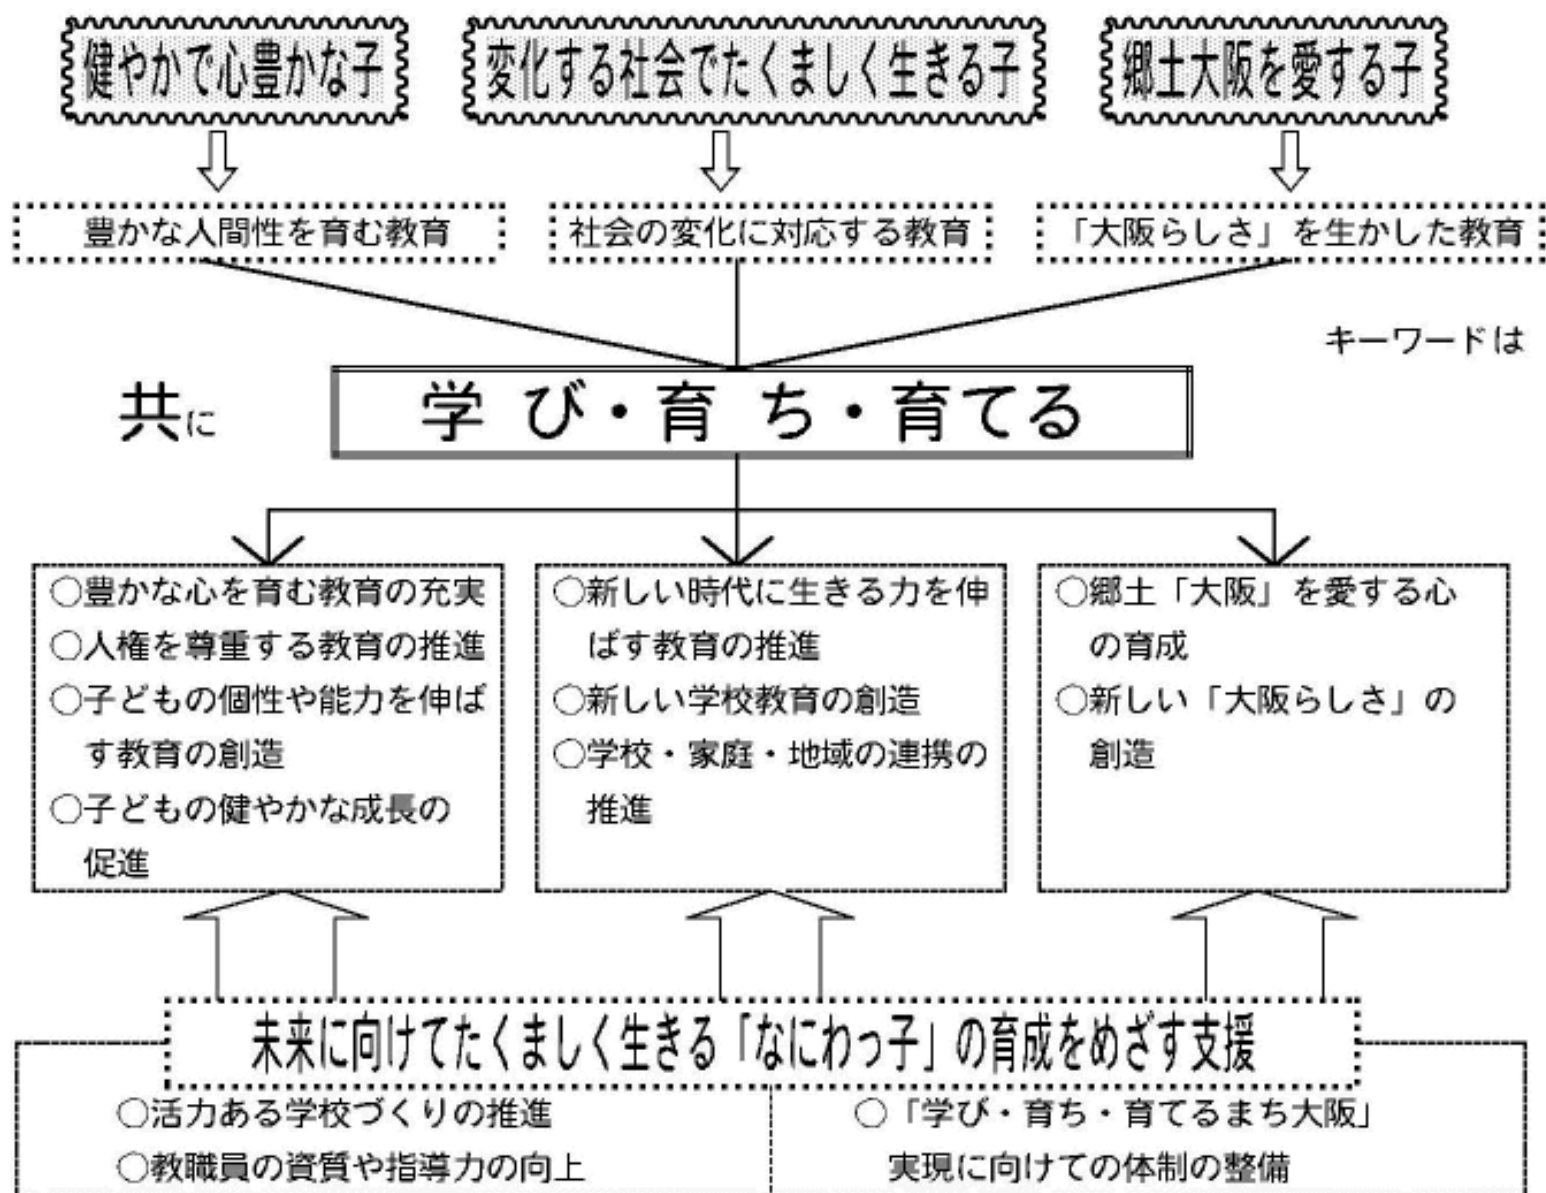 健やかで心豊かな子
変化する社会でたくましく生きる子
郷土大阪を愛する子
豊かな人間性を育む教育
社会の変化に対応する教育
「大阪らしさ」を生かした教育
キーワードは
共に
学び・育ち・育てる
○豊かな心を育む教育の充実
○人権を尊重する教育の推進
○子どもの個性や能力を伸ば
す教育の創造
○子どもの健やかな成長の
促進
○新しい時代に生きる力を伸
ばす教育の推進
○新しい学校教育の創造
○学校・家庭・地域の連携の
推進
○郷土「大阪」を愛する心
の育成
○新しい「大阪らしさ」の
創造
未来に向けてたくましく生きる「なにわっ子」の育成をめざす支援
○活力ある学校づくりの推進
○教職員の資質や指導力の向上
○「学び・育ち・育てるまち大阪」
実現に向けての体制の整備